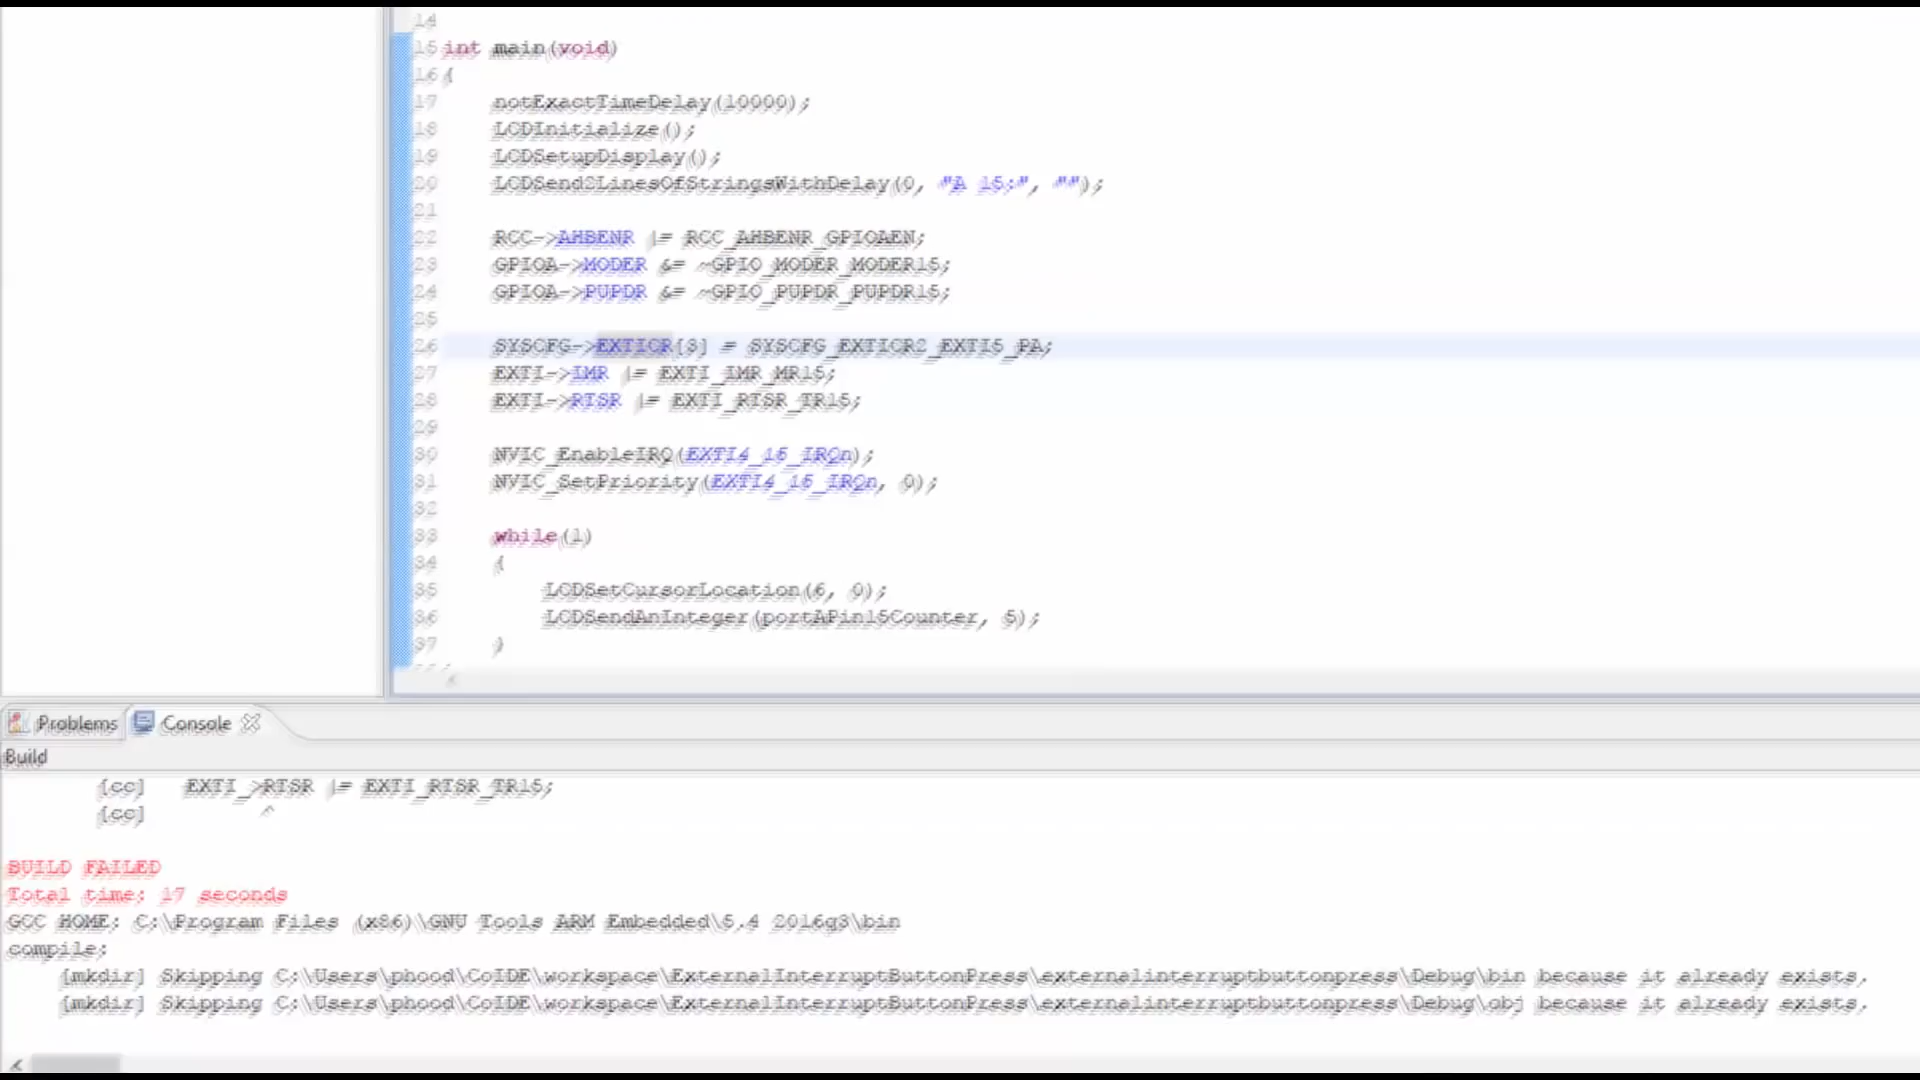 14
15 int main(void)
16 {
17 notExactTimeDelay(10000);
18 LCDInitialize();
19 LCDSetupDisplay();
20 LCDSend2LinesOfStringsWithDelay(0, "A 15:", "");
21
22 RCC->AHBENR |= RCC_AHBENR_GPIOAEN;
23 GPIOA->MODER &= ~GPIO_MODER_MODER15;
24 GPIOA->PUPDR &= ~GPIO_PUPDR_PUPDR15;
25
26 SYSCFG->EXTICR[3] = SYSCFG_EXTICR2_EXTI5_PA;
27 EXTI->IMR |= EXTI_IMR_MR15;
28 EXTI->RTSR |= EXTI_RTSR_TR15;
29
30 NVIC_EnableIRQ(EXTI4_15_IRQn);
31 NVIC_SetPriority(EXTI4_15_IRQn, 0);
32
33 while(1)
34 {
35 LCDSetCursorLocation(6, 0);
36 LCDSendAnInteger(portAPin15Counter, 5);
37 }
Problems Console
Build
[cc] EXTI_>RTSR |= EXTI_RTSR_TR15;
[cc] ^
BUILD FAILED
Total time: 17 seconds
GCC HOME: C:\Program Files (x86)\GNU Tools ARM Embedded\5.4 2016q3\bin
compile:
[mkdir] Skipping C:\Users\phood\CoIDE\workspace\ExternalInterruptButtonPress\externalinterruptbuttonpress\Debug\bin because it already exists.
[mkdir] Skipping C:\Users\phood\CoIDE\workspace\ExternalInterruptButtonPress\externalinterruptbuttonpress\Debug\obj because it already exists.